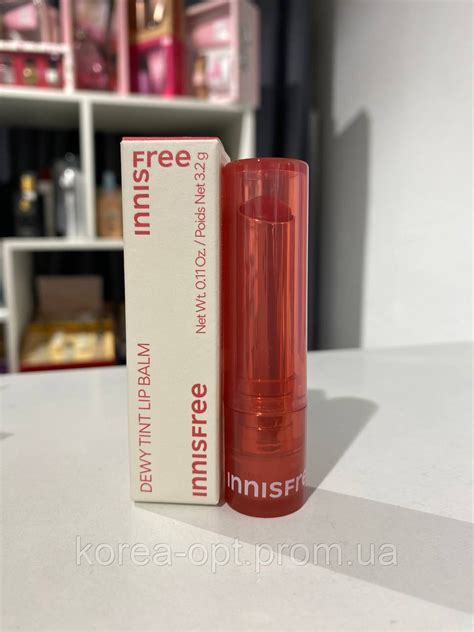 innisfree
Net Wt. 0.11 Oz. / Poids Net 3.2 g
DEWY TINT LIP BALM
innisfree
innisfree
korea-opt.prom.ua